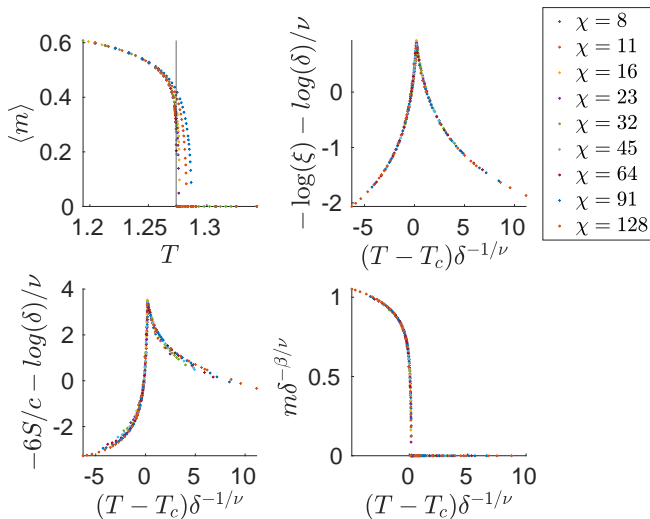 0.6
0.4
0.2
0
⟨m⟩
1.2 1.25 1.3
T
0
-1
-2
− log(ξ) − log(δ)/ν
-5 0 5 10
(T − T_c)δ^{−1/ν}
χ = 8
χ = 11
χ = 16
χ = 23
χ = 32
χ = 45
χ = 64
χ = 91
χ = 128
4
2
0
-2
−6S/c − log(δ)/ν
-5 0 5 10
(T − T_c)δ^{−1/ν}
1
0.5
0
mδ^{−β/ν}
0 5 10
(T − T_c)δ^{−1/ν}